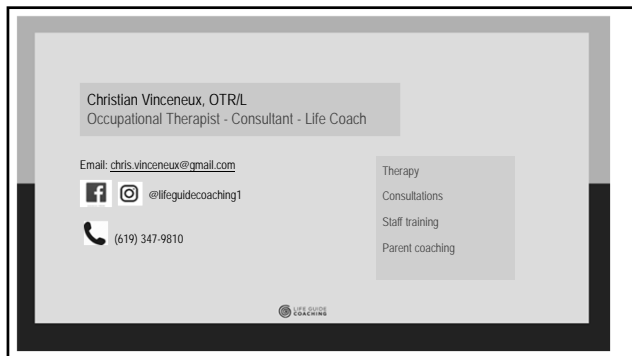 Christian Vinceneux, OTR/L
Occupational Therapist - Consultant - Life Coach
Email: chris.vinceneux@gmail.com
@lifeguidecoaching1
(619) 347-9810
Therapy
Consultations
Staff training
Parent coaching
LIFE GUIDE
COACHING